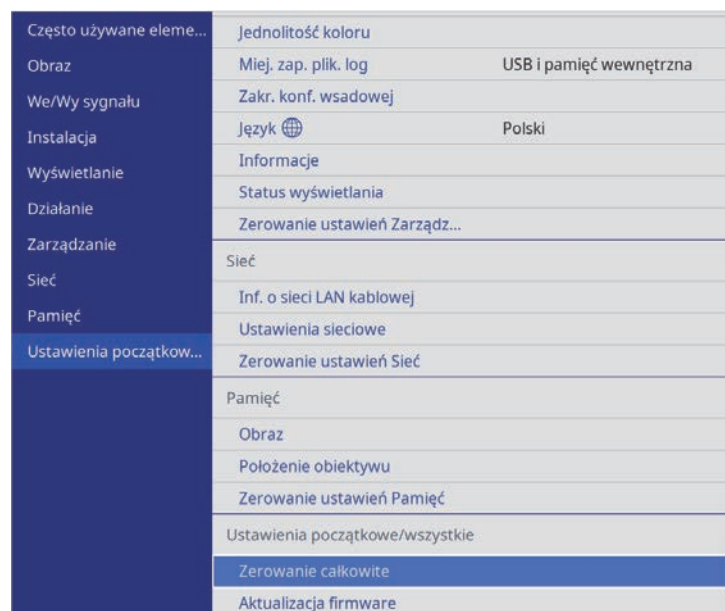 Często używane eleme...
Obraz
We/Wy sygnału
Instalacja
Wyświetlanie
Działanie
Zarządzanie
Sieć
Pamięć
Ustawienia początkow...
Jednolitość koloru
Miej. zap. plik. log USB i pamięć wewnętrzna
Zakr. konf. wsadowej
Język Polski
Informacje
Status wyświetlania
Zerowanie ustawień Zarządz...
Sieć
Inf. o sieci LAN kablowej
Ustawienia sieciowe
Zerowanie ustawień Sieć
Pamięć
Obraz
Położenie obiektywu
Zerowanie ustawień Pamięć
Ustawienia początkowe/wszystkie
Zerowanie całkowite
Aktualizacja firmware